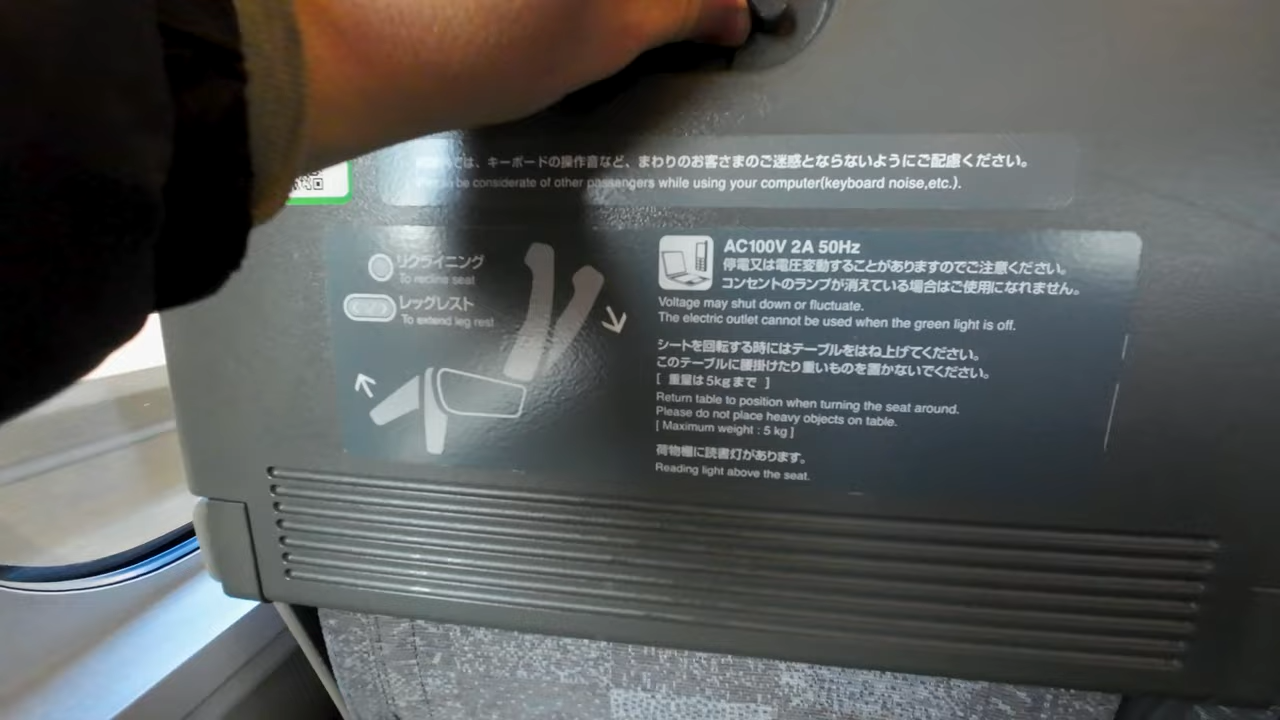 は、キーボードの操作音など、まわりのお客さまのご迷惑とならないようにご配慮ください。
be considerate of other passengers while using your computer(keyboard noise,etc.).
リクライニング
To recline seat
レッグレスト
To extend leg rest
AC100V 2A 50Hz
停電又は電圧変動することがありますのでご注意ください。
コンセントのランプが消えている場合はご使用になれません。
Voltage may shut down or fluctuate.
The electric outlet cannot be used when the green light is off.
シートを回転する時にはテーブルをはね上げてください。
このテーブルに腰掛けたり重いものを置かないでください。
[ 重量は5kgまで ]
Return table to position when turning the seat around.
Please do not place heavy objects on table.
[ Maximum weight : 5 kg ]
荷物棚に読書灯があります。
Reading light above the seat.